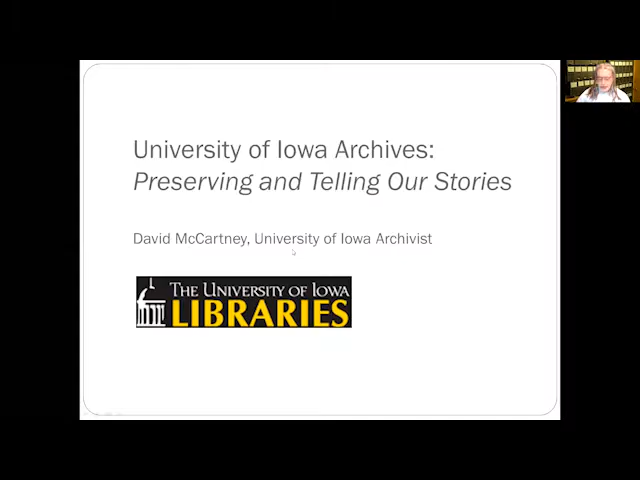 University of Iowa Archives:
Preserving and Telling Our Stories
David McCartney, University of Iowa Archivist
THE UNIVERSITY OF IOWA
LIBRARIES